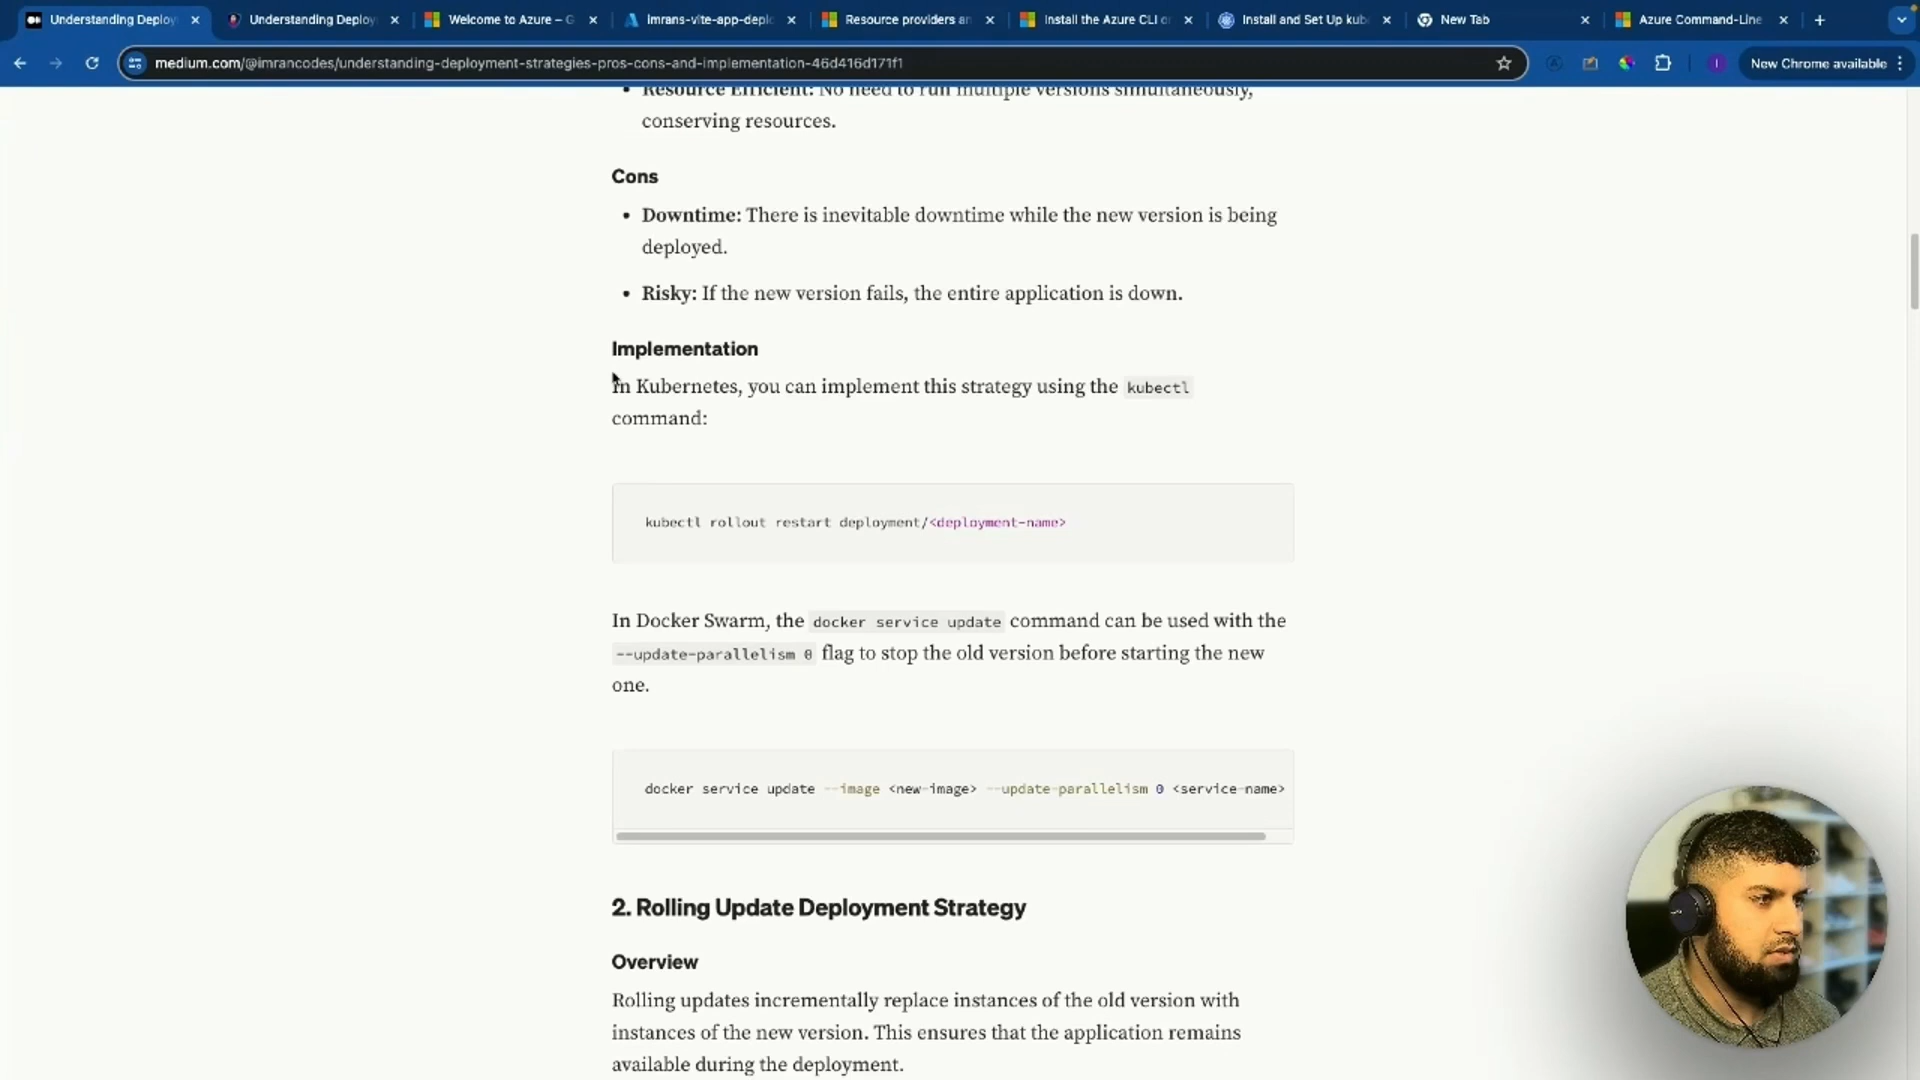 Understanding Deploy
Understanding Deploy
Welcome to Azure – G
imrans-vite-app-depl
Resource providers an
Install the Azure CLI o
Install and Set Up kub
New Tab
Azure Command-Line
medium.com/@imrancodes/understanding-deployment-strategies-pros-cons-and-implementation-46d416d171f1
New Chrome available
• Resource Efficient: No need to run multiple versions simultaneously,
conserving resources.
Cons
• Downtime: There is inevitable downtime while the new version is being
deployed.
• Risky: If the new version fails, the entire application is down.
Implementation
In Kubernetes, you can implement this strategy using the kubectl
command:
kubectl rollout restart deployment/<deployment-name>
In Docker Swarm, the docker service update command can be used with the
--update-parallelism 0 flag to stop the old version before starting the new
one.
docker service update --image <new-image> --update-parallelism 0 <service-name>
2. Rolling Update Deployment Strategy
Overview
Rolling updates incrementally replace instances of the old version with
instances of the new version. This ensures that the application remains
available during the deployment.